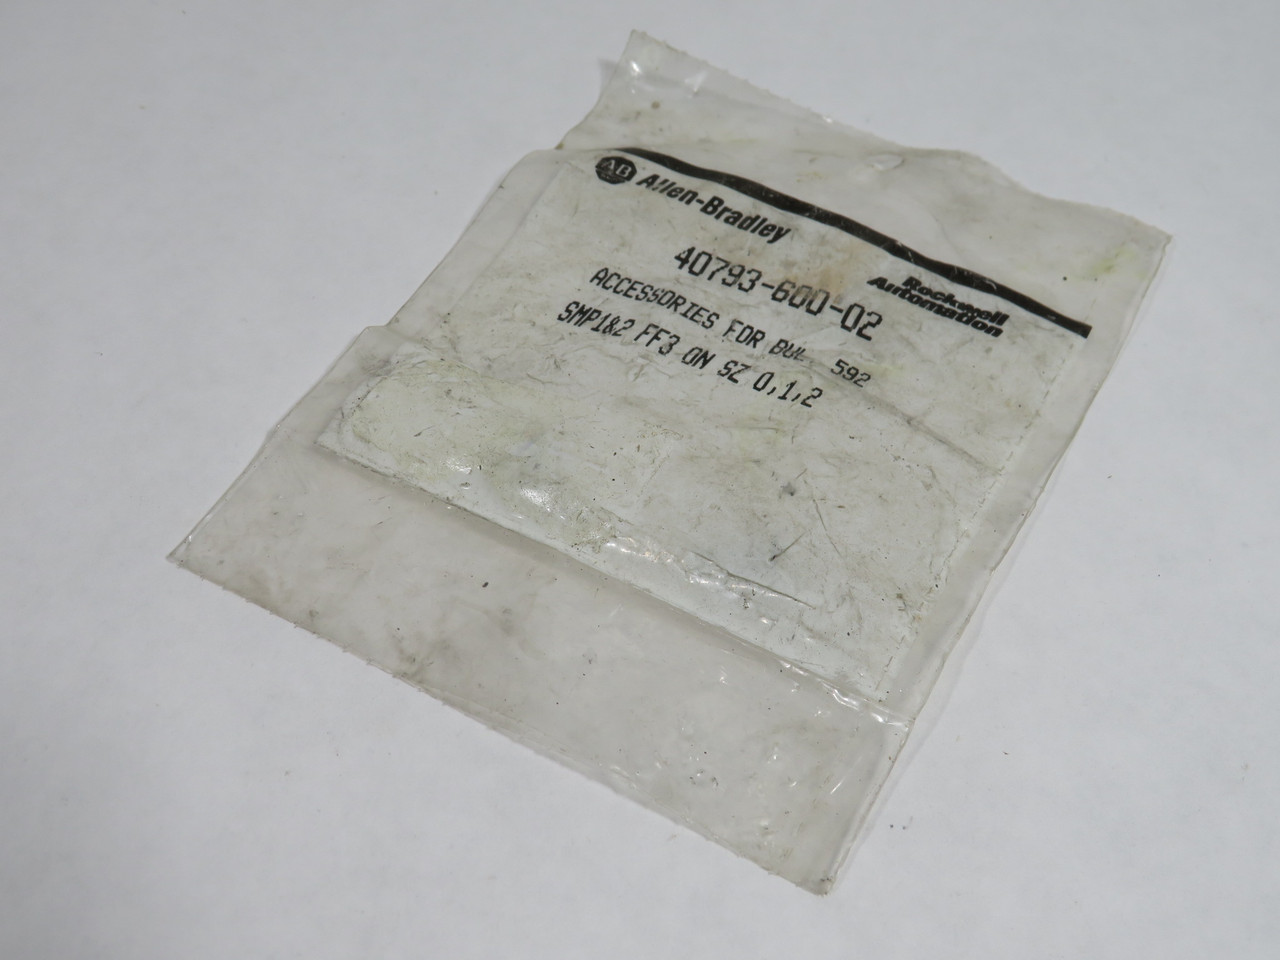 AB Allen-Bradley
40793-600-02
Rockwell
Automation
ACCESSORIES FOR BUL. 592
SMP1&2 FF3 ON SZ 0,1,2